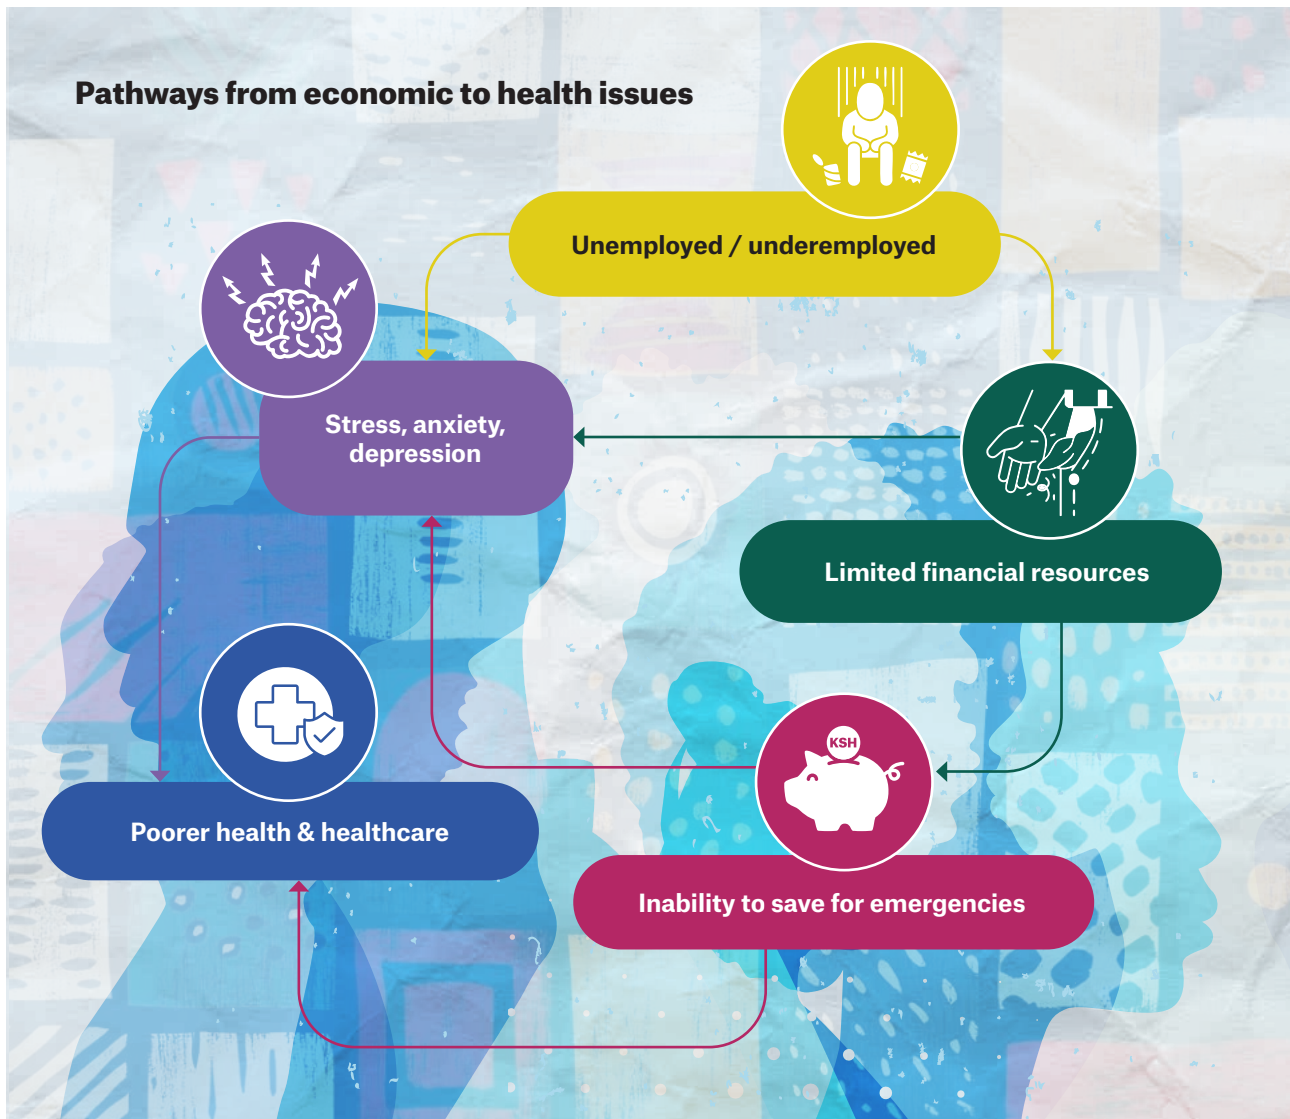 Pathways from economic to health issues
Unemployed / underemployed
Stress, anxiety,
depression
Limited financial resources
KSH
Poorer health & healthcare
Inability to save for emergencies